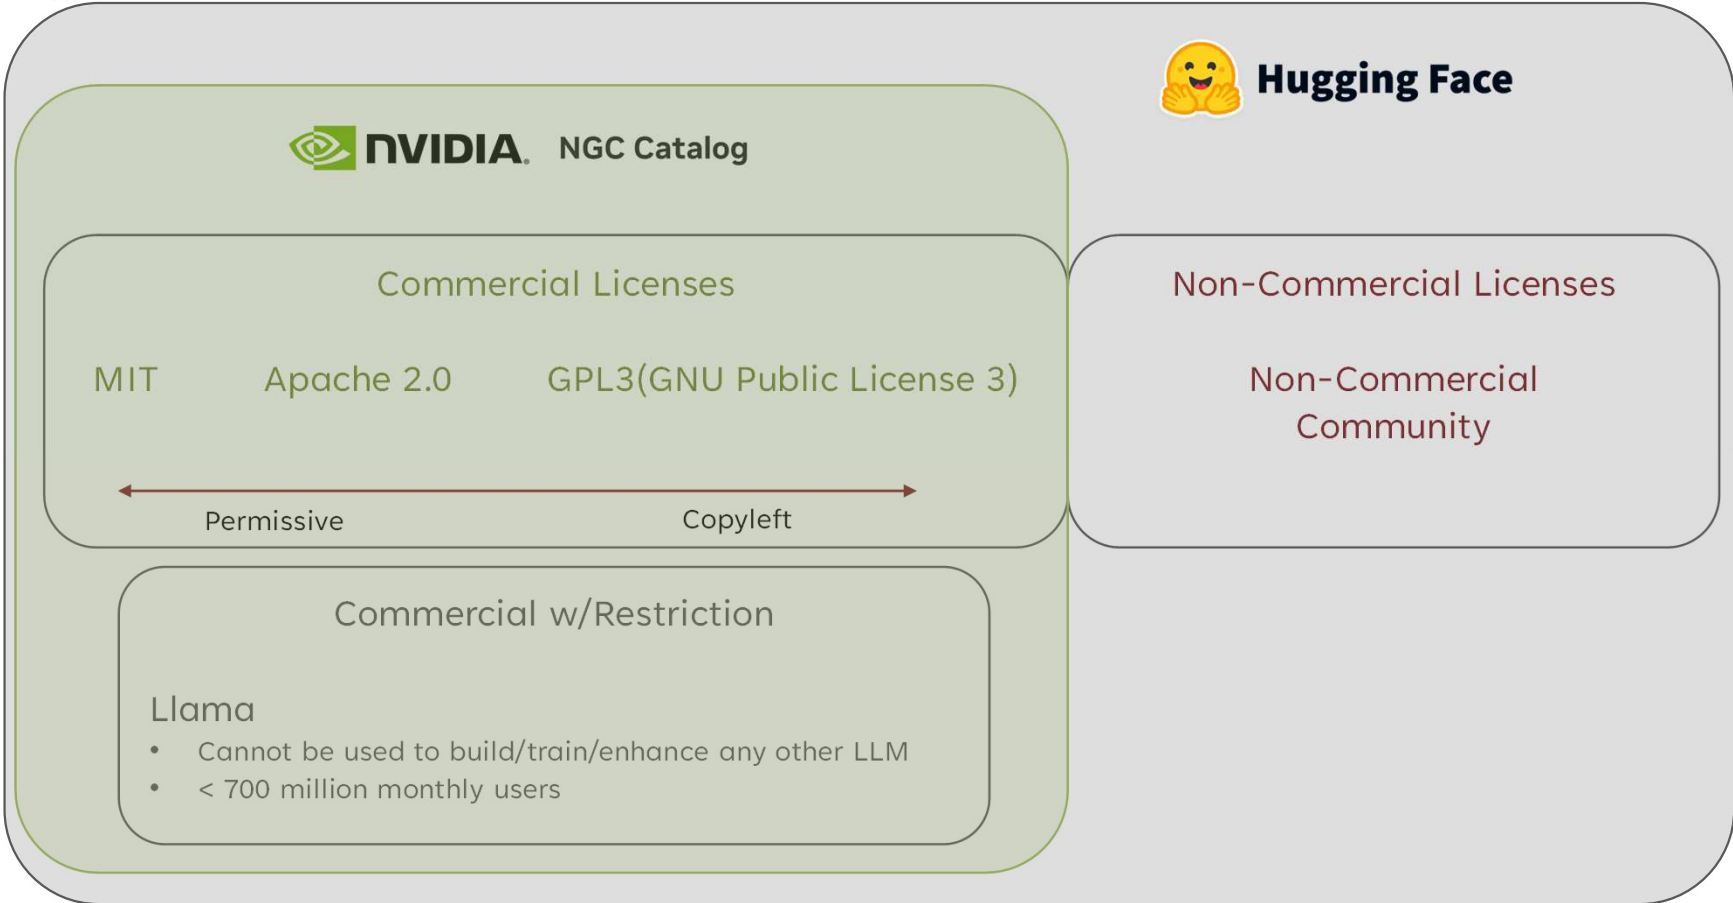 Hugging Face
NVIDIA. NGC Catalog
Commercial Licenses
MIT Apache 2.0 GPL3(GNU Public License 3)
Permissive Copyleft
Non-Commercial Licenses
Non-Commercial
Community
Commercial w/Restriction
Llama
• Cannot be used to build/train/enhance any other LLM
• < 700 million monthly users